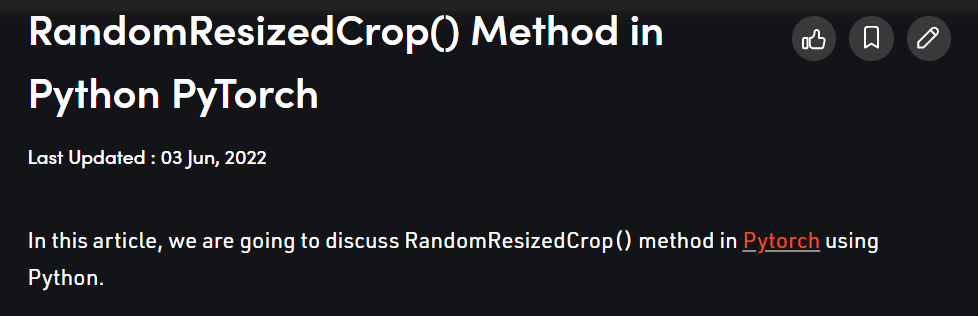 RandomResizedCrop() Method in
Python PyTorch
Last Updated : 03 Jun, 2022
In this article, we are going to discuss RandomResizedCrop() method in Pytorch using
Python.